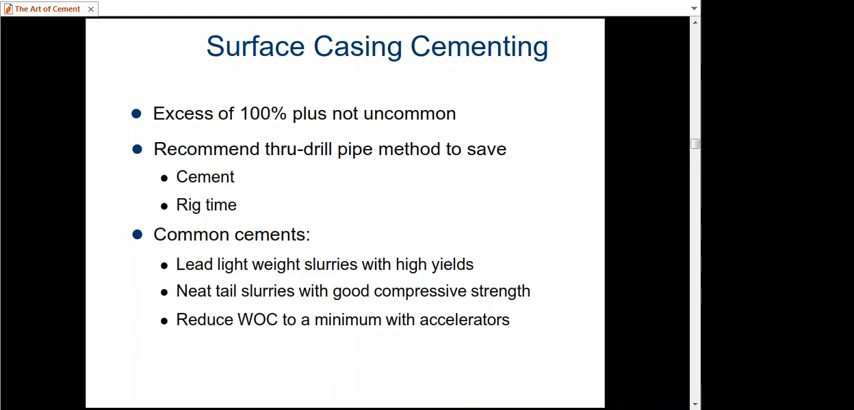 The Art of Cement
Surface Casing Cementing
Excess of 100% plus not uncommon
Recommend thru-drill pipe method to save
Cement
Rig time
Common cements:
Lead light weight slurries with high yields
Neat tail slurries with good compressive strength
Reduce WOC to a minimum with accelerators